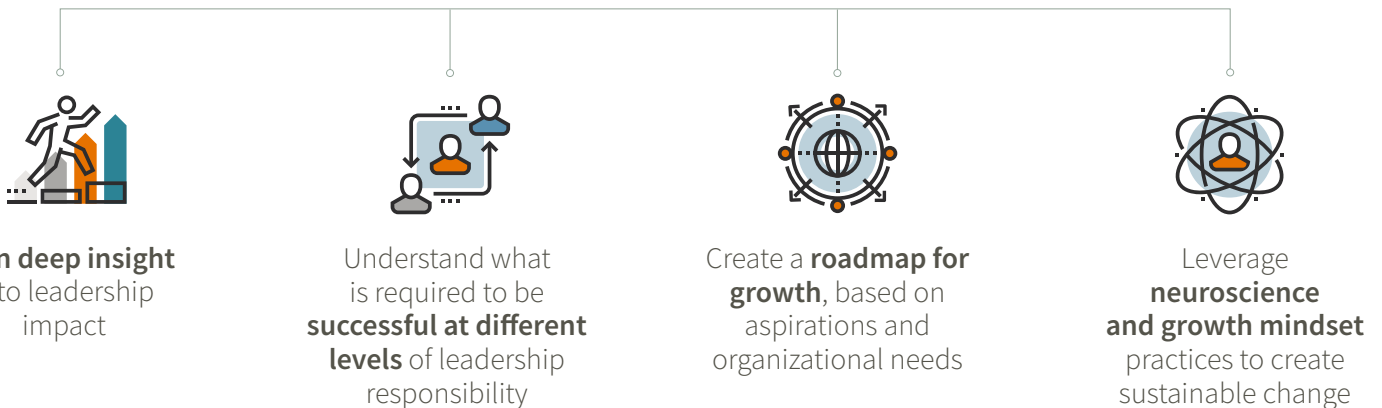 n deep insight
to leadership
impact
Understand what
is required to be
successful at different
levels of leadership
responsibility
Create a roadmap for
growth, based on
aspirations and
organizational needs
Leverage
neuroscience
and growth mindset
practices to create
sustainable change